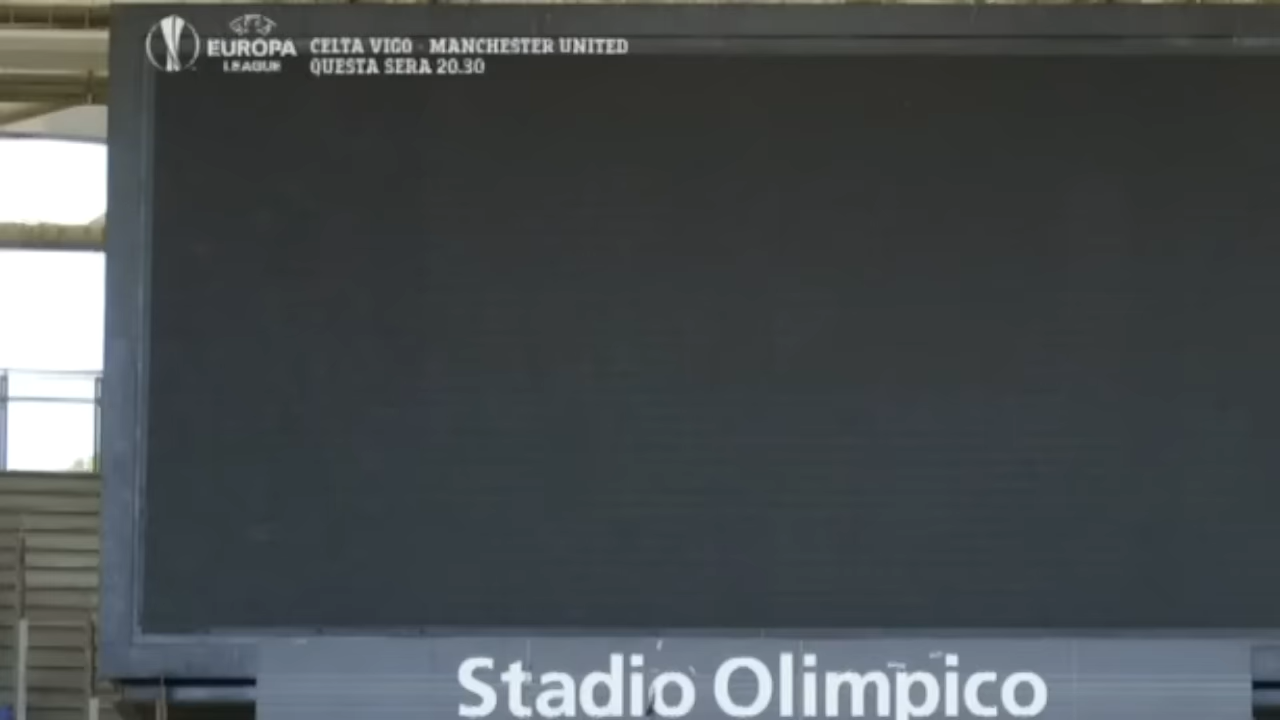 EUROPA
LEAGUE
CELTA VIGO - MANCHESTER UNITED
QUESTA SERA 20.30
Stadio Olimpico